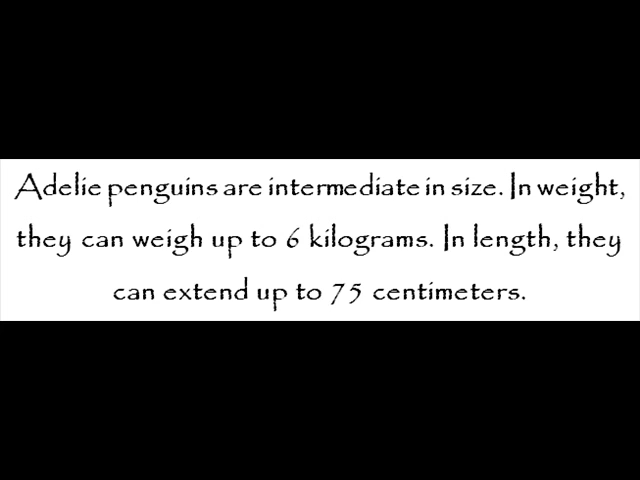 Adelie penguins are intermediate in size. In weight,
they can weigh up to 6 kilograms. In length, they
can extend up to 75 centimeters.